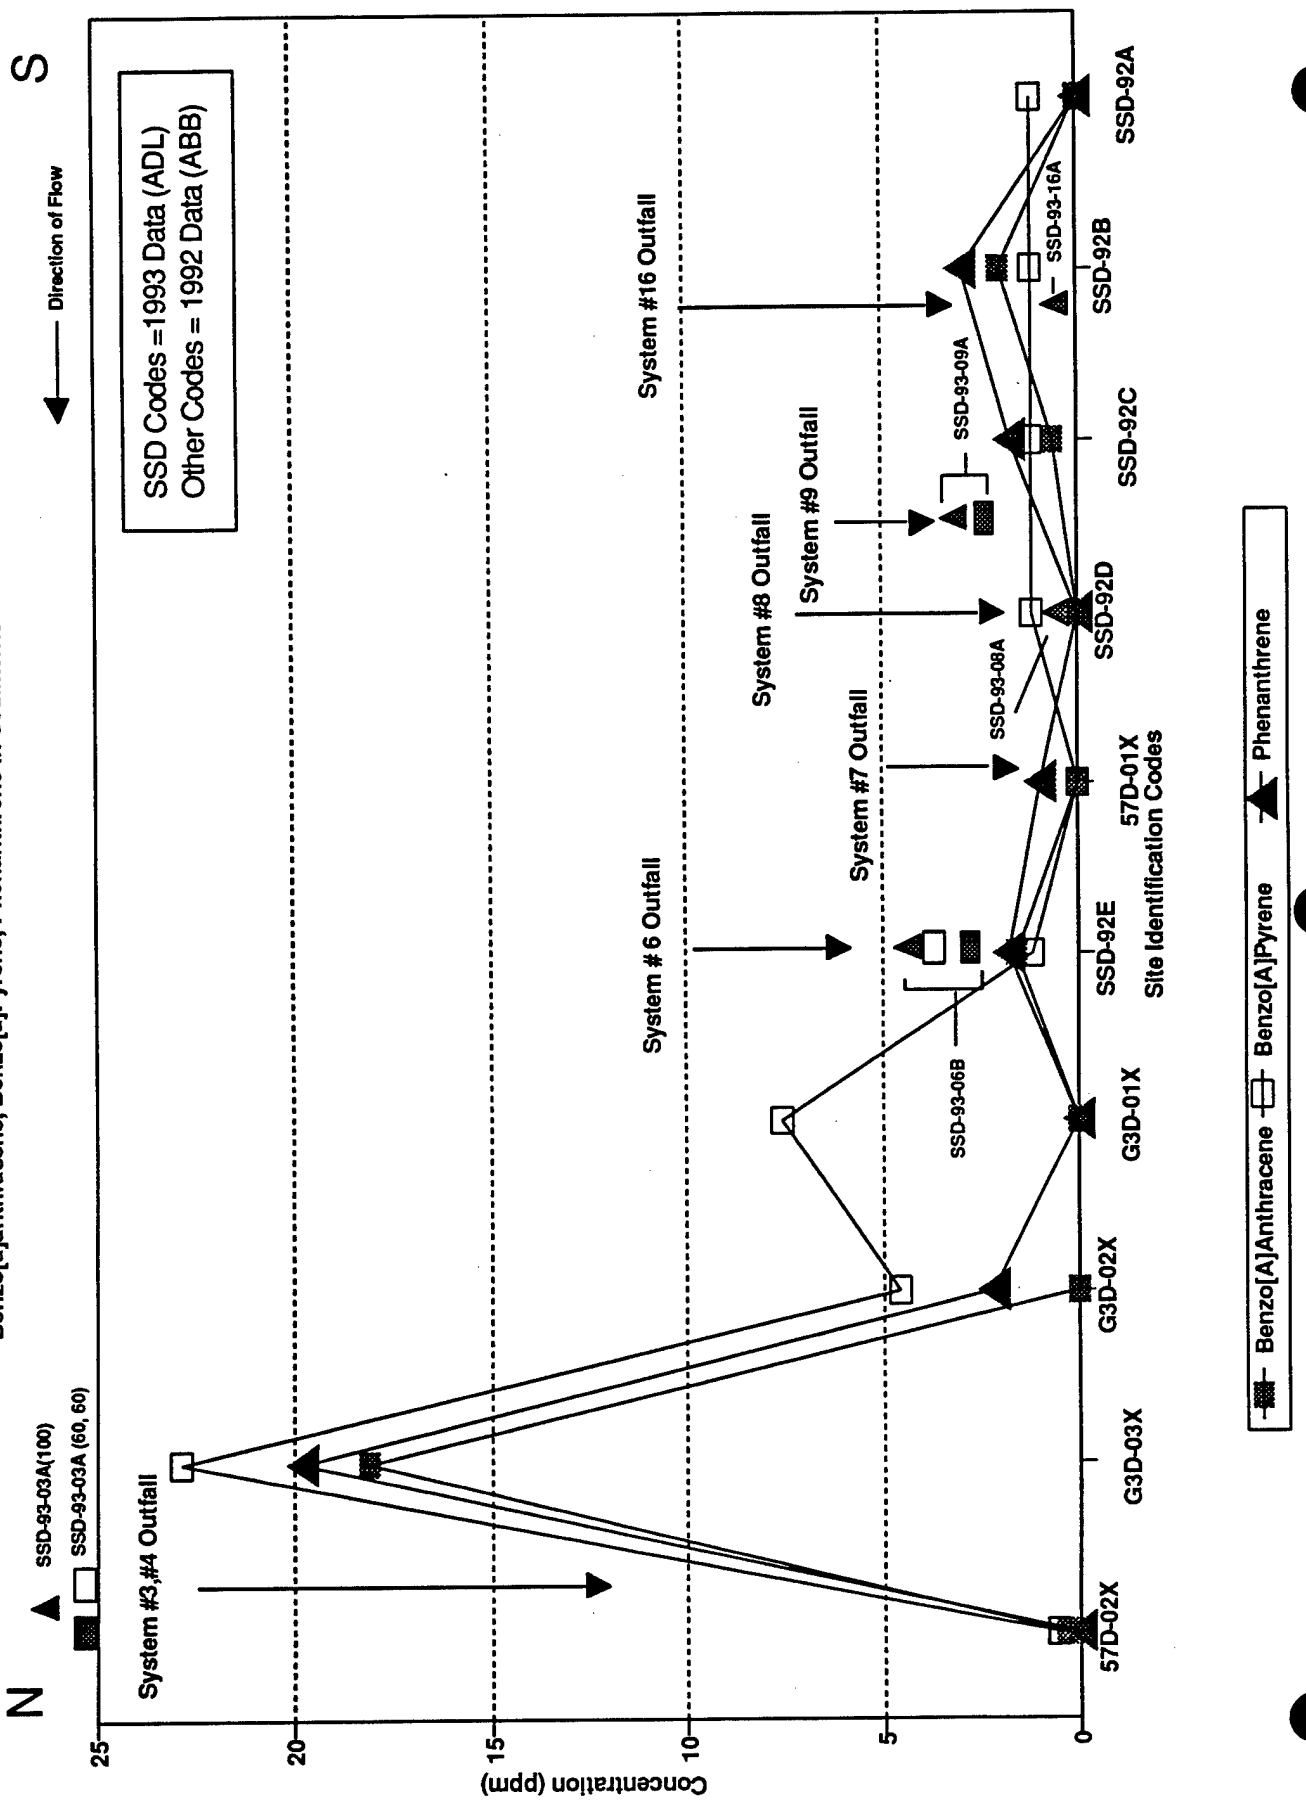 N
S
SSD-93-03A(100)
SSD-93-03A (60, 60)
Direction of Flow
SSD Codes =1993 Data (ADL)
Other Codes = 1992 Data (ABB)
System #3,#4 Outfall
System # 6 Outfall
System #7 Outfall
System #8 Outfall
System #9 Outfall
System #16 Outfall
SSD-93-06B
SSD-93-08A
SSD-93-09A
SSD-93-16A
Concentration (ppm)
25
20
15
10
5
0
57D-02X
G3D-03X
G3D-02X
G3D-01X
SSD-92E
57D-01X
SSD-92D
SSD-92C
SSD-92B
SSD-92A
Site Identification Codes
Benzo[A]Anthracene
Benzo[A]Pyrene
Phenanthrene